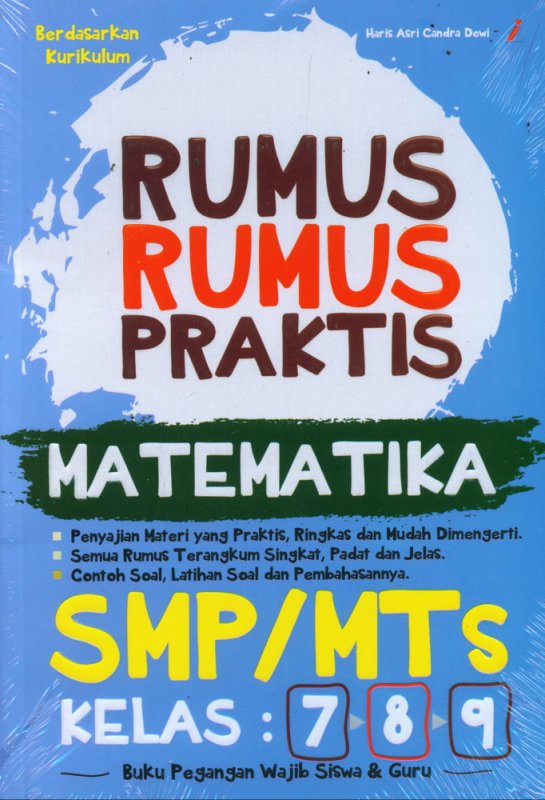 Berdasarkan
Kurikulum
Haris Asri Candra Dewi
RUMUS
RUMUS
PRAKTIS
MATEMATIKA
Penyajian Materi yang Praktis, Ringkas dan Mudah Dimengerti.
Semua Rumus Terangkum Singkat, Padat dan Jelas.
Contoh Soal, Latihan Soal dan Pembahasannya.
SMP/MTs
KELAS : 7 8 9
Buku Pegangan Wajib Siswa & Guru